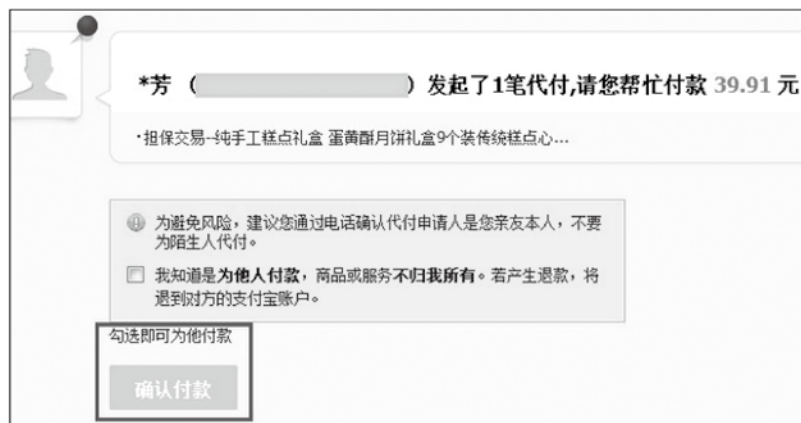 *芳 （ ） 发起了1笔代付,请您帮忙付款 39.91 元
·担保交易--纯手工糕点礼盒 蛋黄酥月饼礼盒9个装传统糕点心...
为避免风险，建议您通过电话确认代付申请人是您亲友本人，不要
为陌生人代付。
我知道是为他人付款，商品或服务不归我所有。若产生退款，将
退到对方的支付宝账户。
勾选即可为他付款
确认付款